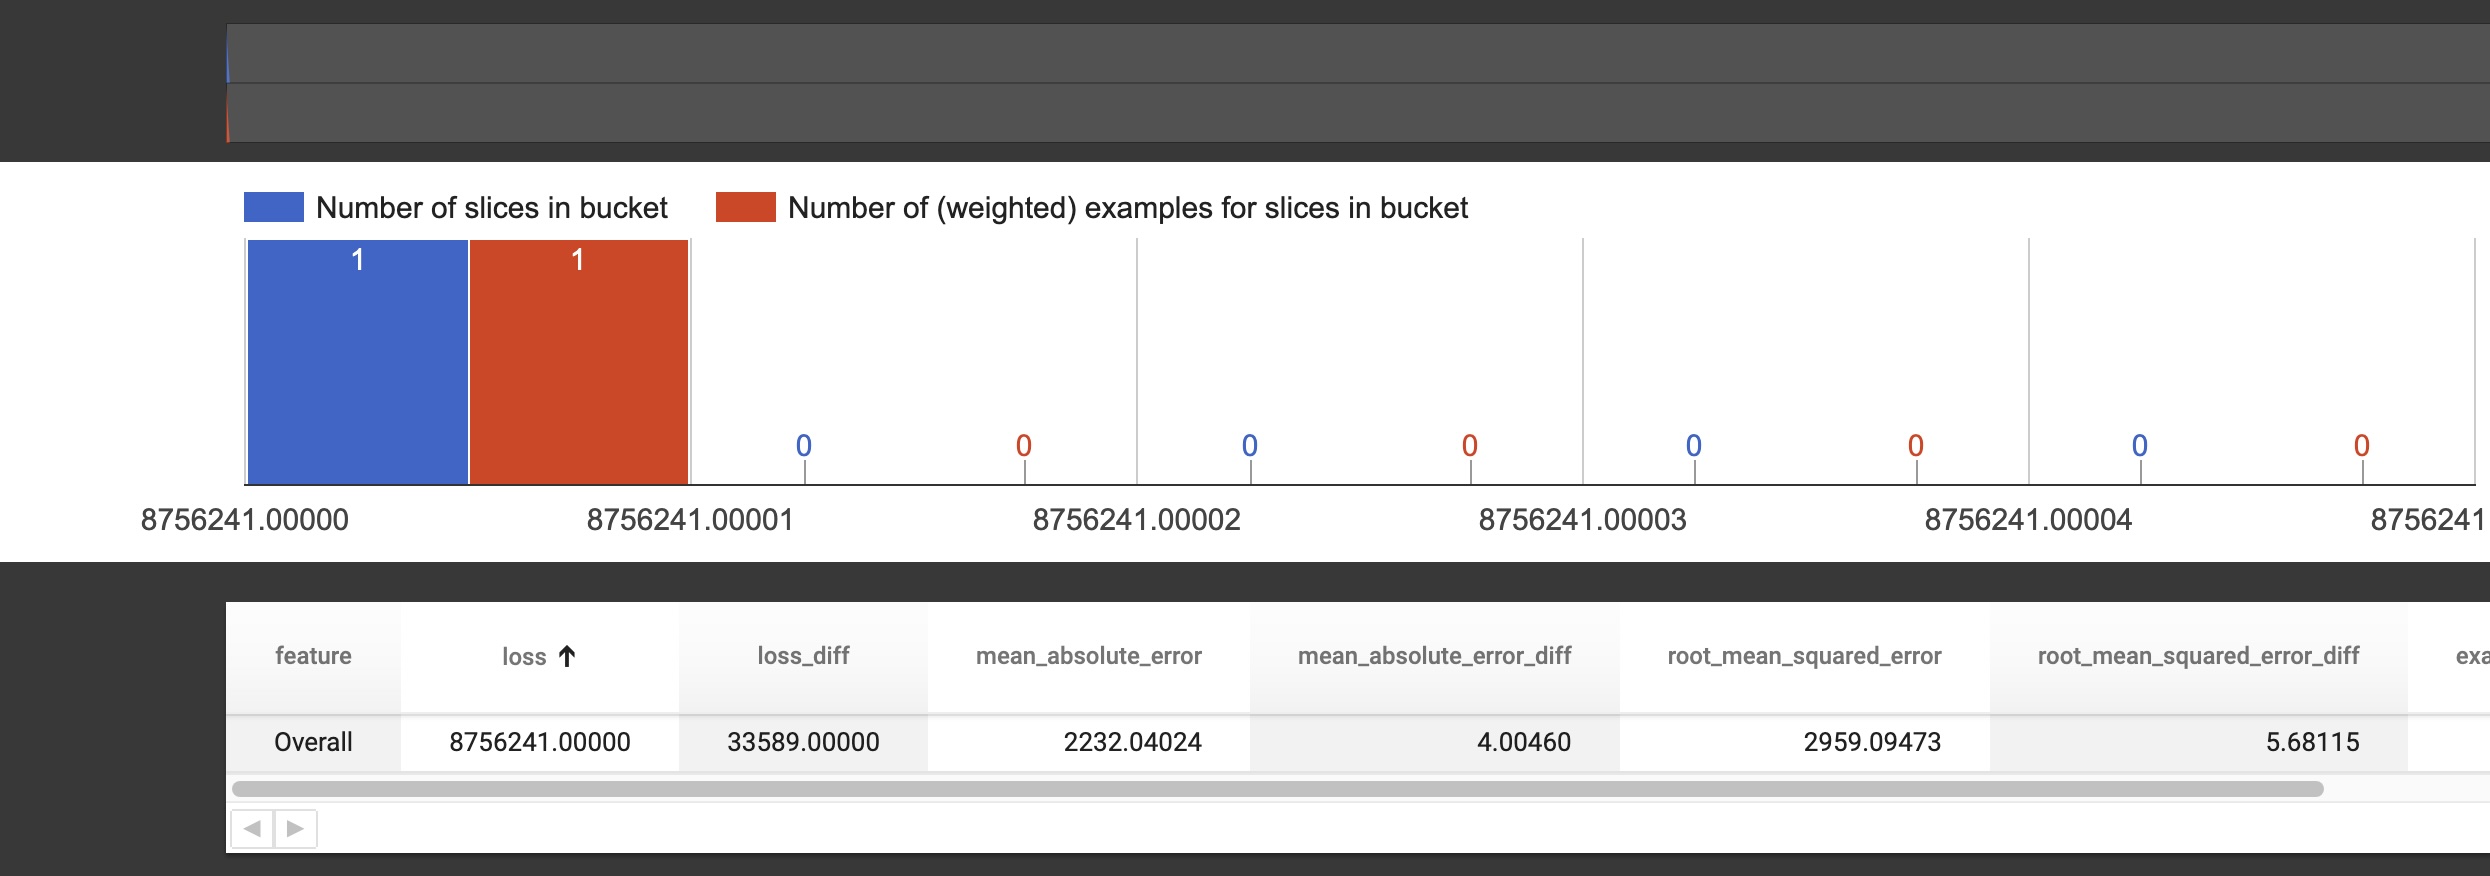 Number of slices in bucket Number of (weighted) examples for slices in bucket
1 1
0 0 0 0 0 0 0 0
8756241.00000 8756241.00001 8756241.00002 8756241.00003 8756241.00004 8756241
feature loss ↑ loss_diff mean_absolute_error mean_absolute_error_diff root_mean_squared_error root_mean_squared_error_diff exa
Overall 8756241.00000 33589.00000 2232.04024 4.00460 2959.09473 5.68115